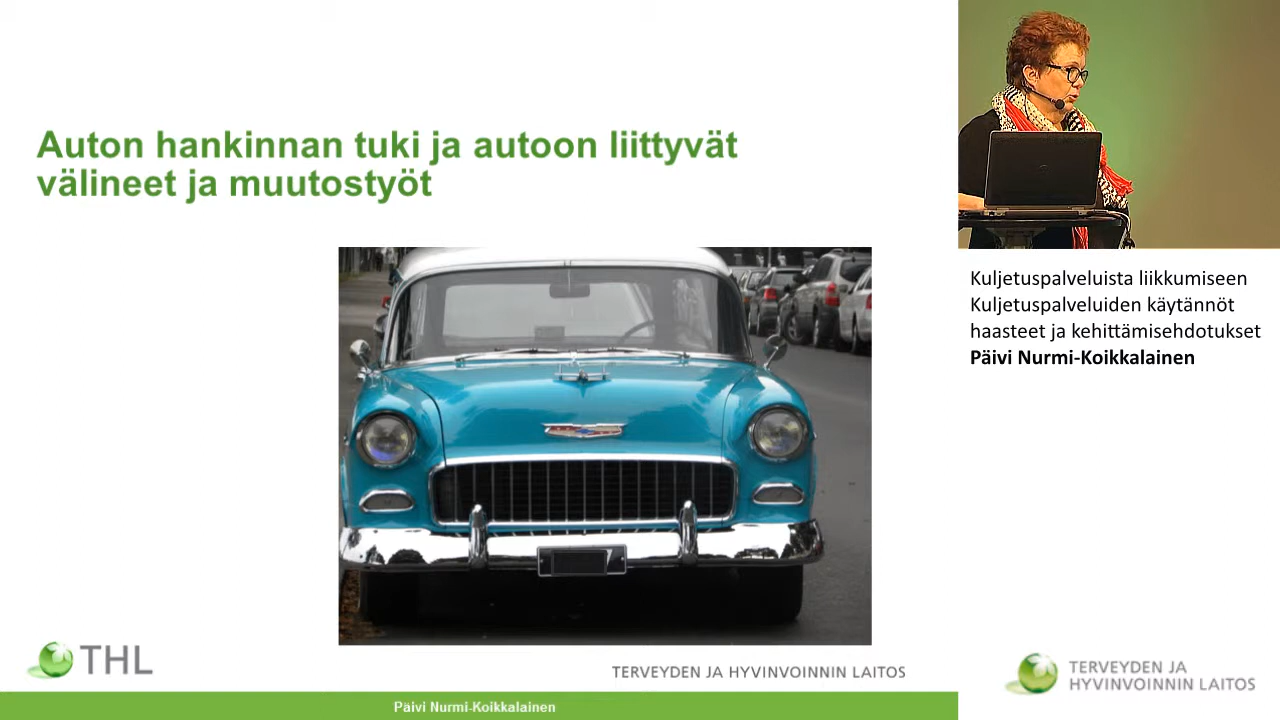 Auton hankinnan tuki ja autoon liittyvät
välineet ja muutostyöt
Kuljetuspalveluista liikkumiseen
Kuljetuspalveluiden käytännöt
haasteet ja kehittämisehdotukset
Päivi Nurmi-Koikkalainen
THL
TERVEYDEN JA HYVINVOINNIN LAITOS
TERVEYDEN JA
HYVINVOINNIN LAITOS
Päivi Nurmi-Koikkalainen